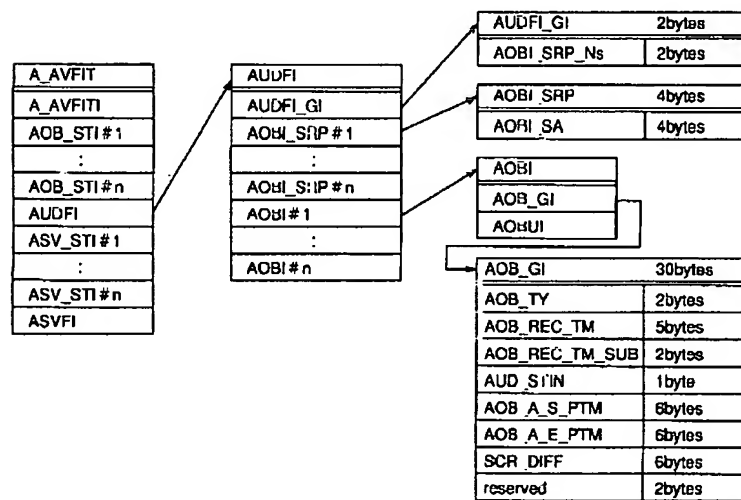 A_AVFIT
A_AVFITI
AOB_STI#1
:
AOB_STI#n
AUDFI
ASV_STI#1
:
ASV_STI#n
ASVFI
AUDFI
AUDFI_GI
AOBI_SRP#1
:
AOBI_SRP#n
AOBI#1
:
AOBI#n
AUDFI_GI 2bytes
AOBI_SRP_Ns 2bytes
AOBI_SRP 4bytes
AOBI_SA 4bytes
AOBI
AOB_GI
AOBUI
AOB_GI 30bytes
AOB_TY 2bytes
AOB_REC_TM 5bytes
AOB_REC_TM_SUB 2bytes
AUD_STIN 1byte
AOB_A_S_PTM 6bytes
AOB_A_E_PTM 6bytes
SCR_DIFF 6bytes
reserved 2bytes